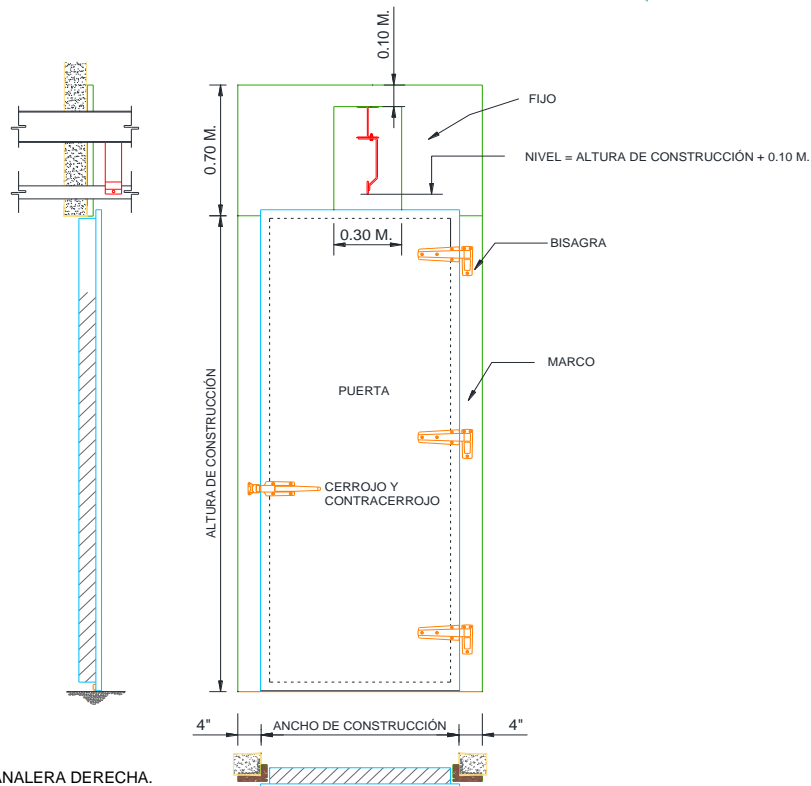 0.10 M.
FIJO
0.70 M.
NIVEL = ALTURA DE CONSTRUCCIÓN + 0.10 M.
0.30 M.
BISAGRA
MARCO
PUERTA
ALTURA DE CONSTRUCCIÓN
CERROJO Y
CONTRACERROJO
4" ANCHO DE CONSTRUCCIÓN 4"
ANALERA DERECHA.